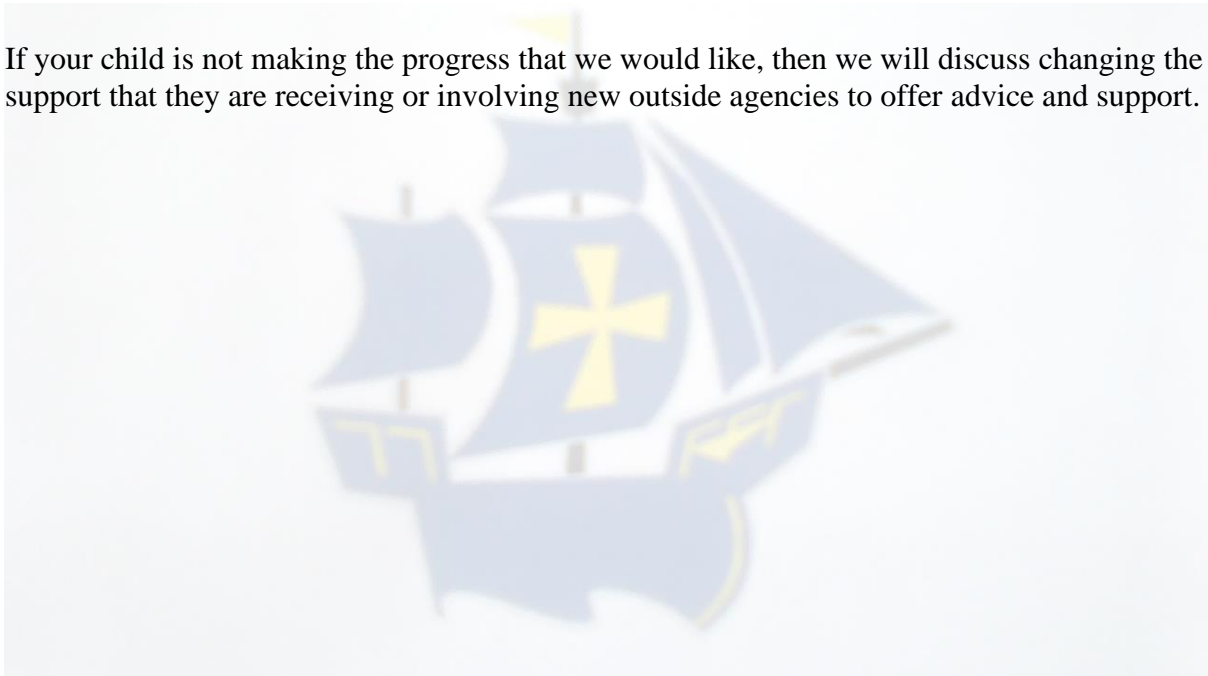 If your child is not making the progress that we would like, then we will discuss changing the
support that they are receiving or involving new outside agencies to offer advice and support.